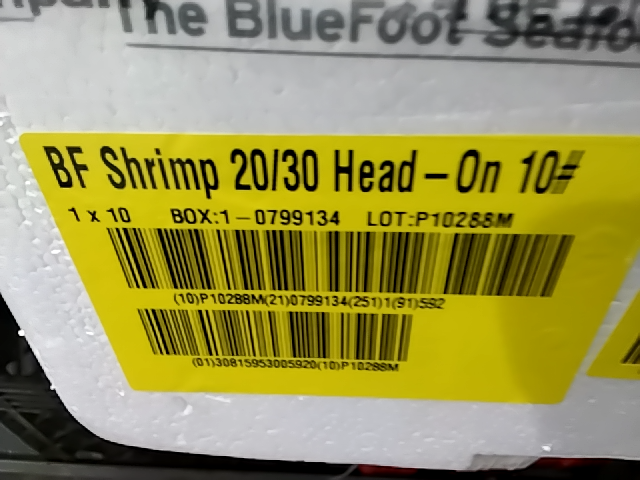 The BlueFoot Seafoo
BF Shrimp 20/30 Head-On 10#
1 x 10 BOX:1-0799134 LOT:P10288M
(10)P10288M(21)0799134(251)1(91)592
(01)30815953005920(10)P10288M